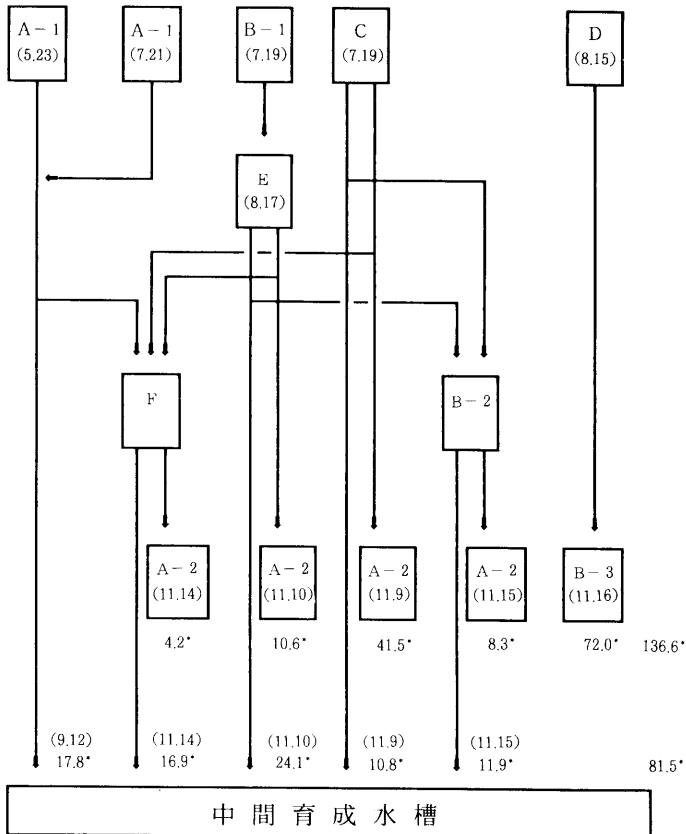 A-1 A-1 B-1 C D
(5.23) (7.21) (7.19) (7.19) (8.15)
E
(8.17)
F B-2
A-2 A-2 A-2 A-2 B-3
(11.14) (11.10) (11.9) (11.15) (11.16)
4.2* 10.6* 41.5* 8.3* 72.0* 136.6*
(9.12) (11.14) (11.10) (11.9) (11.15)
17.8* 16.9* 24.1* 10.8* 11.9* 81.5*
中間育成水槽